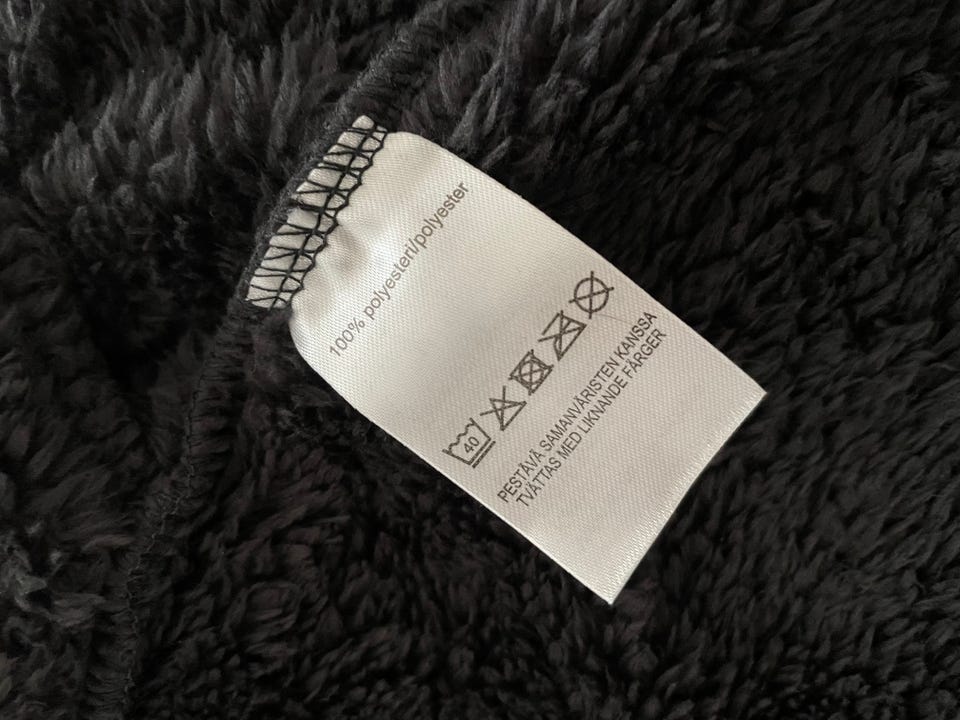 100% polyesteri/polyester
40
PESTÄVÄ SAMANVÄRISTEN KANSSA
TVÄTTAS MED LIKNANDE FÄRGER